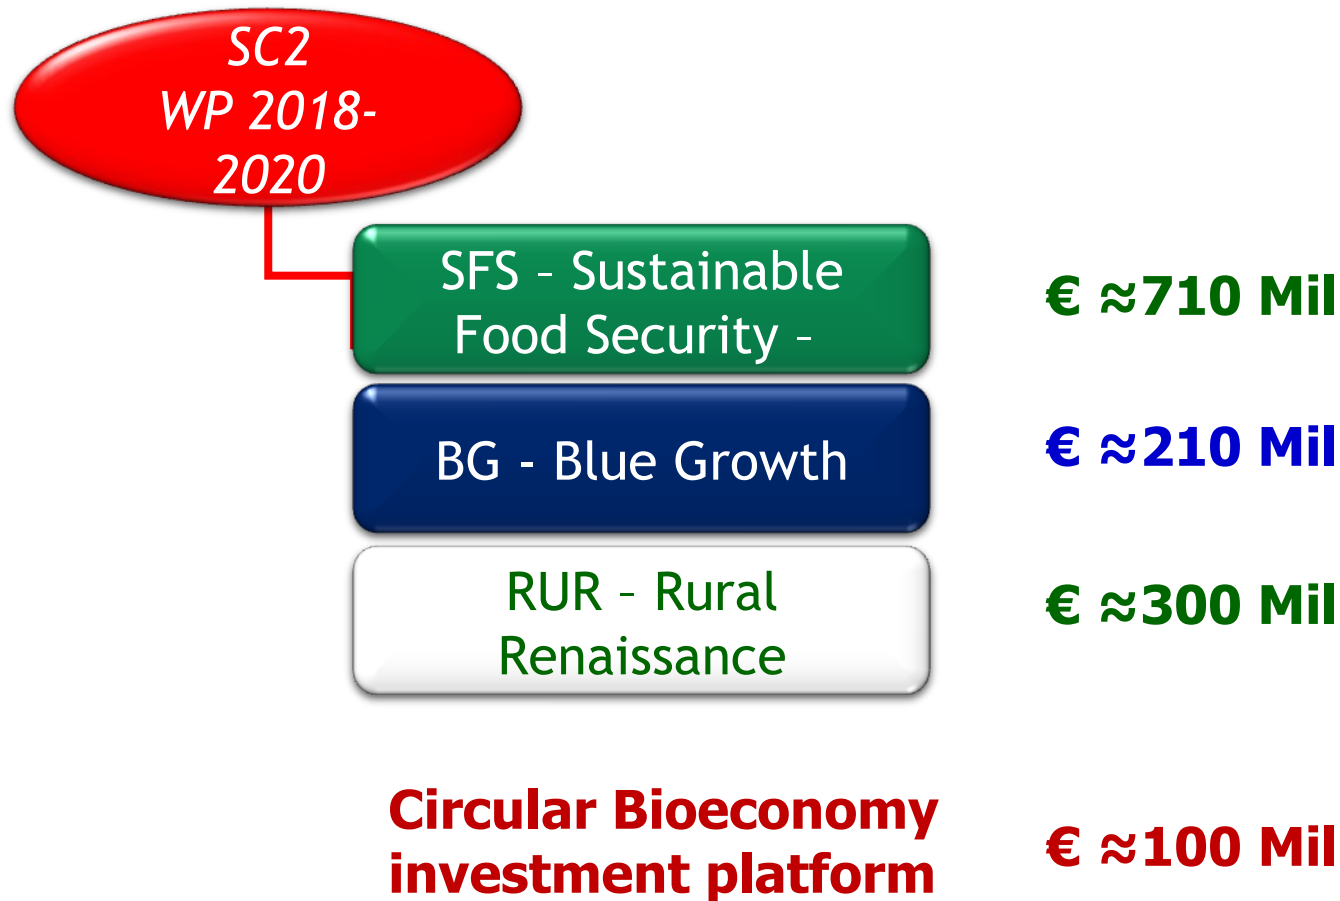 SC2
WP 2018-
2020
SFS – Sustainable
Food Security –
€ ≈710 Mil
BG - Blue Growth
€ ≈210 Mil
RUR – Rural
Renaissance
€ ≈300 Mil
Circular Bioeconomy
investment platform
€ ≈100 Mil